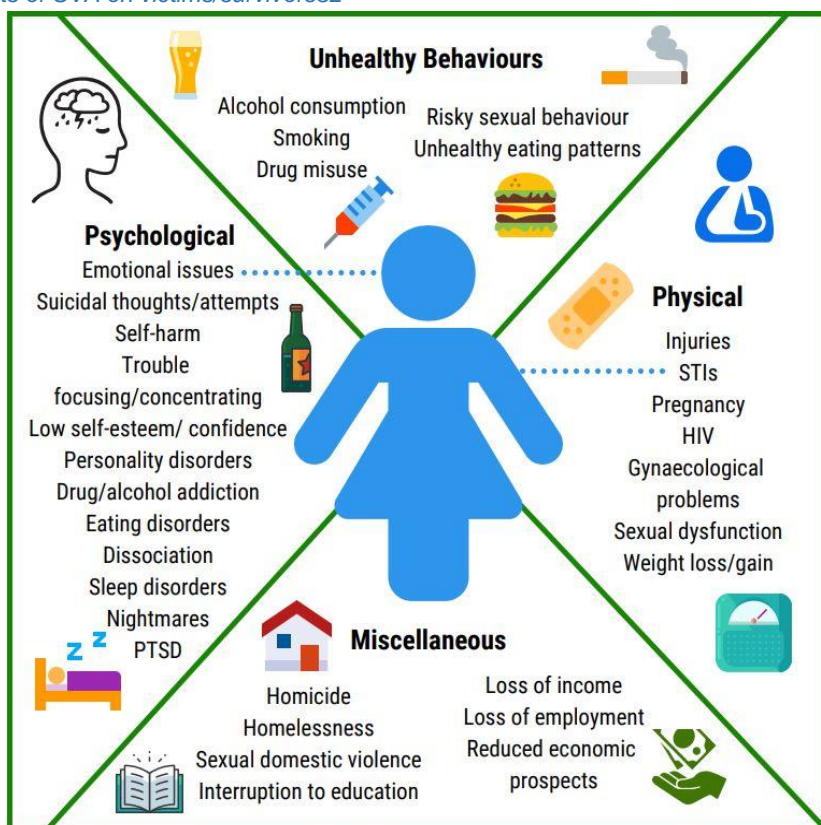 Unhealthy Behaviours
Alcohol consumption
Smoking
Drug misuse
Risky sexual behaviour
Unhealthy eating patterns
Psychological
Emotional issues
Suicidal thoughts/attempts
Self-harm
Trouble
focusing/concentrating
Low self-esteem/ confidence
Personality disorders
Drug/alcohol addiction
Eating disorders
Dissociation
Sleep disorders
Nightmares
PTSD
z z
Physical
Injuries
STIs
Pregnancy
HIV
Gynaecological
problems
Sexual dysfunction
Weight loss/gain
Miscellaneous
Homicide
Homelessness
Sexual domestic violence
Interruption to education
Loss of income
Loss of employment
Reduced economic
prospects